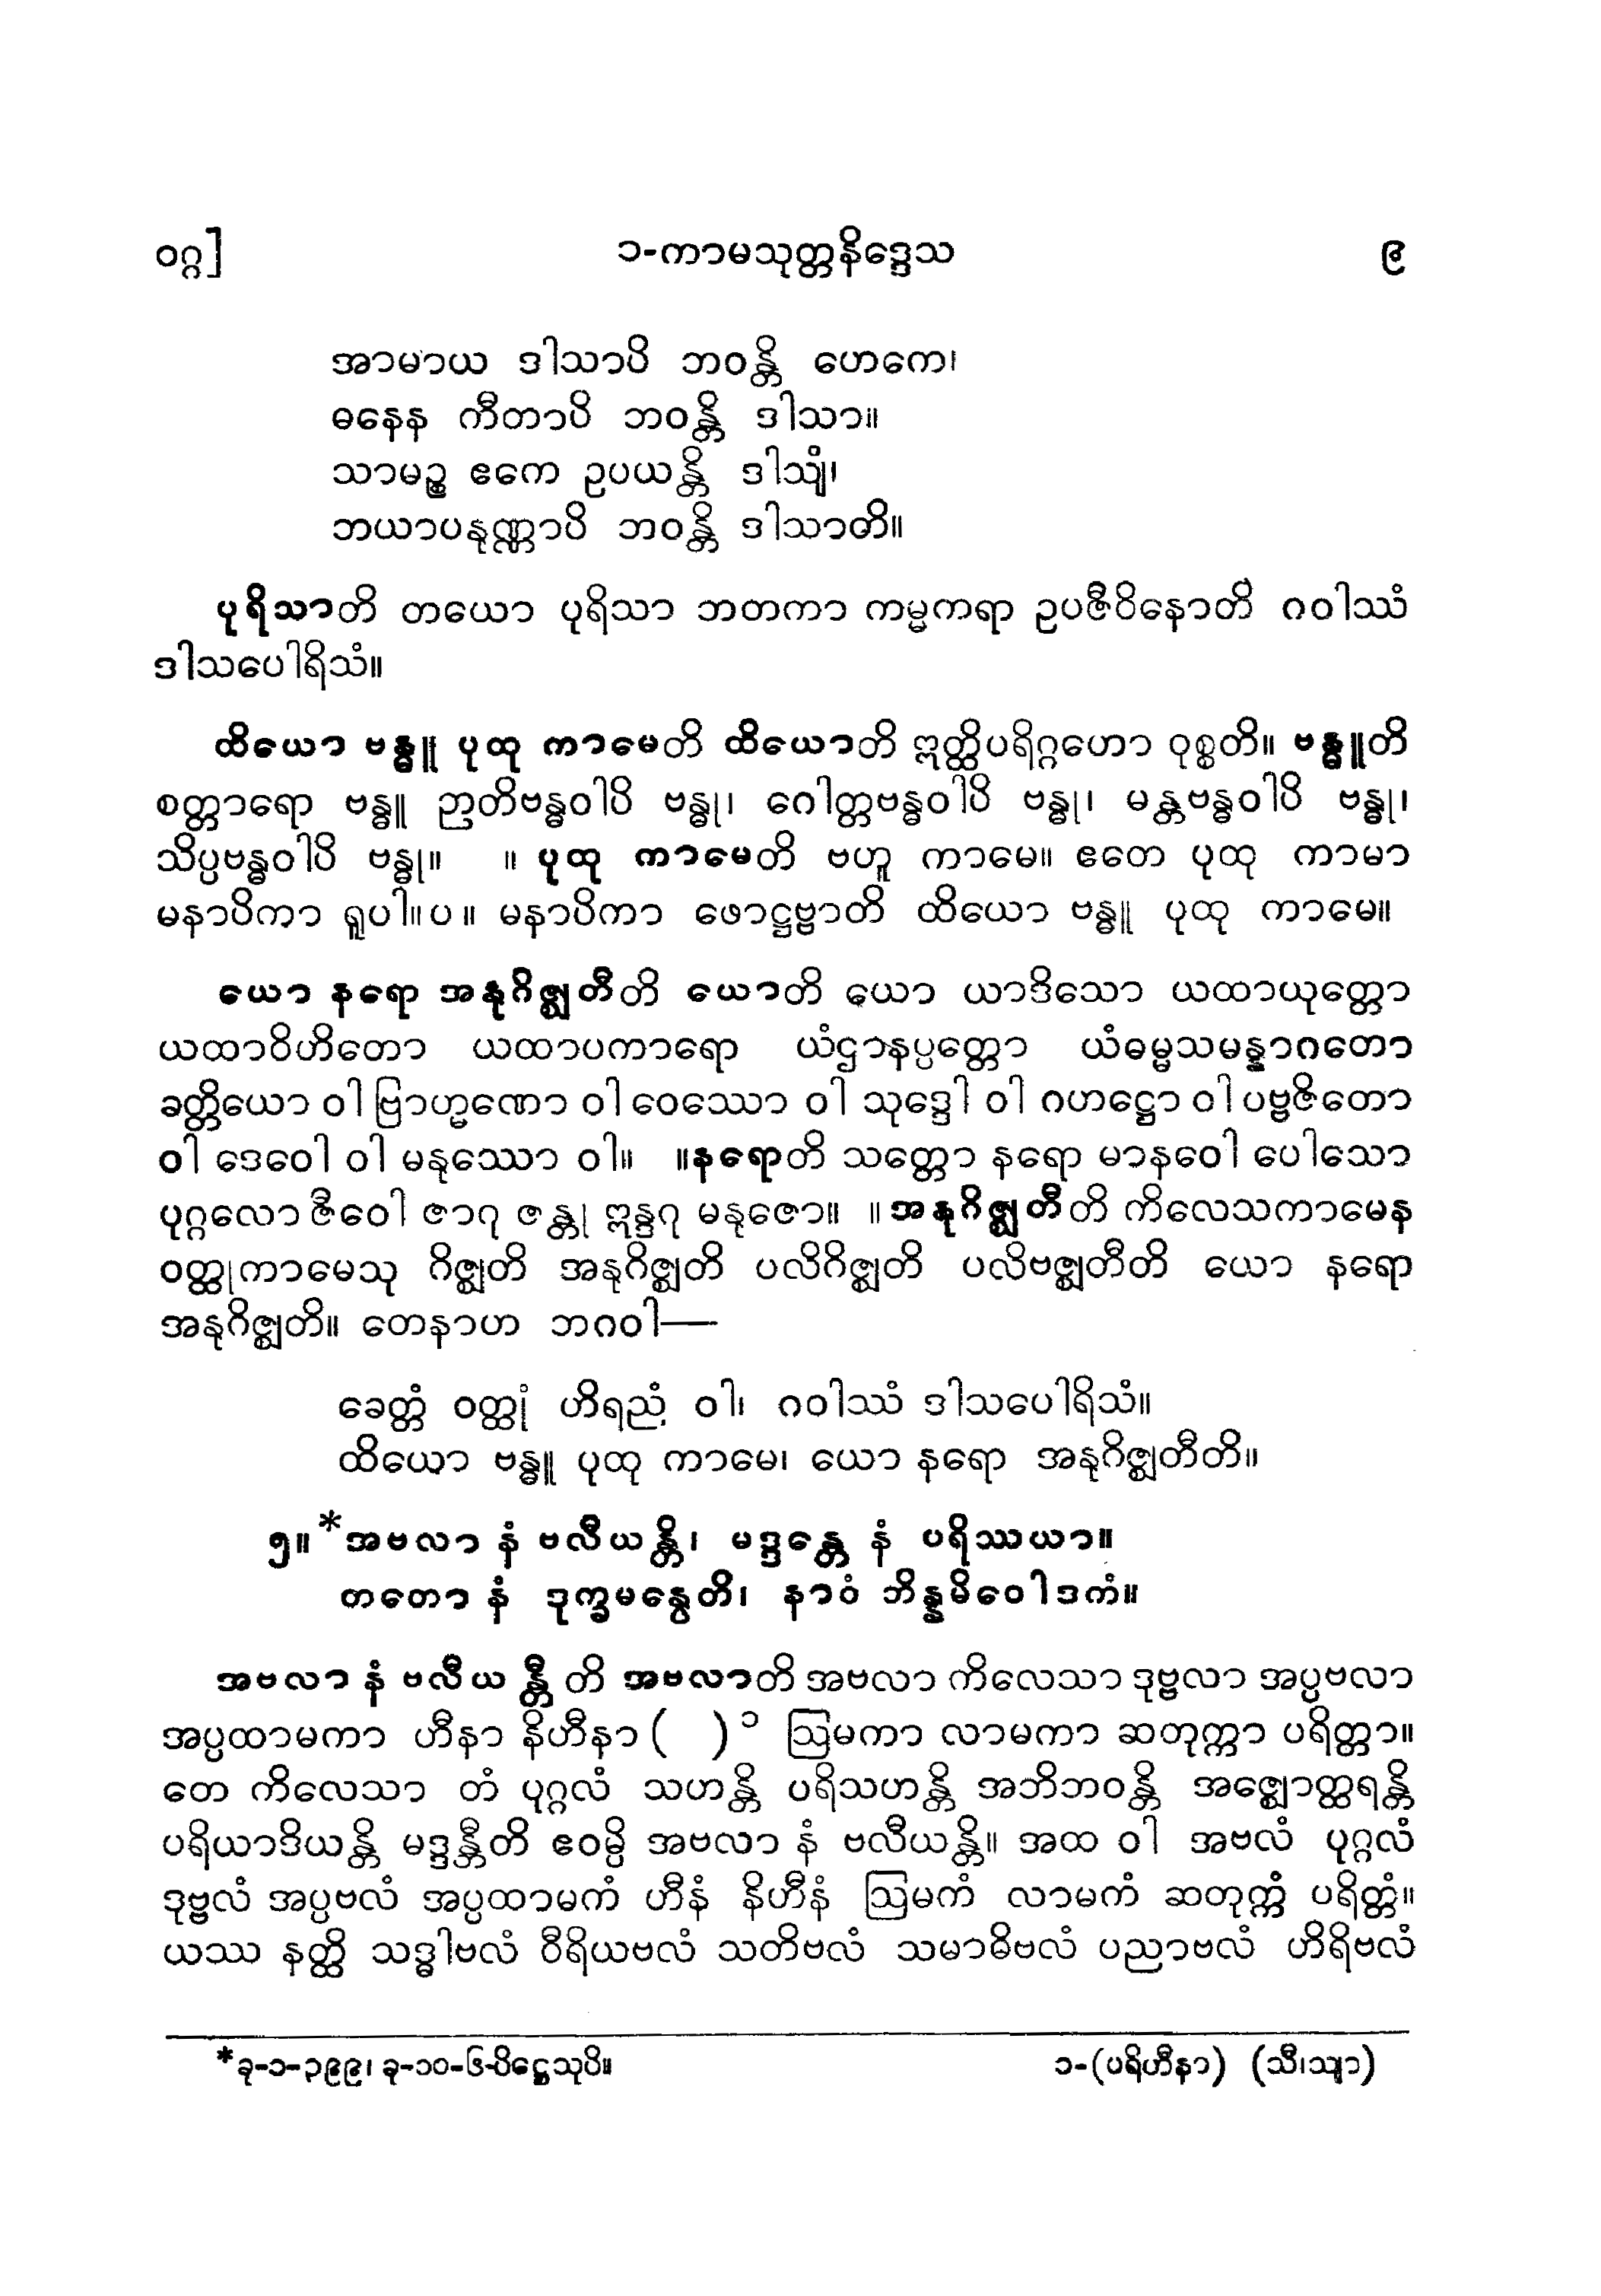 ဝဂ္ဂ]
၁-ကာမသုတ္တနိဒ္ဒေသ
၉
အာမာယ ဒါသာပိ ဘဝန္တိ ဟေကေ၊
ဓနေန ကီတာပိ ဘဝန္တိ ဒါသာ။
သာမဉ္စ ဧကေ ဥပယန္တိ ဒါသျံ၊
ဘယာပနုဏ္ဏာပိ ဘဝန္တိ ဒါသာတိ။
ပုရိသာတိ တယော ပုရိသာ ဘတကာ ကမ္မကရာ ဥပဇီဝိနောတိ ဂဝါဿံ
ဒါသပေါရိသံ။
ထိယော ဗန္ဓူ ပုထု ကာမေတိ ထိယောတိ ဣတ္ထိပရိဂ္ဂဟော ဝုစ္စတိ။ ဗန္ဓူတိ
စတ္တာရော ဗန္ဓူ ဉာတိဗန္ဓဝါပိ ဗန္ဓု၊ ဂေါတ္တဗန္ဓဝါပိ ဗန္ဓု၊ မန္တဗန္ဓဝါပိ ဗန္ဓု၊
သိပ္ပဗန္ဓဝါပိ ဗန္ဓု။ ။ ပုထု ကာမေတိ ဗဟူ ကာမေ။ ဧတေ ပုထု ကာမာ
မနာပိကာ ရူပါ။ပ။ မနာပိကာ ဖောဋ္ဌဗ္ဗာတိ ထိယော ဗန္ဓူ ပုထု ကာမေ။
ယော နရော အနုဂိဇ္ဈတီတိ ယောတိ ယော ယာဒိသော ယထာယုတ္တော
ယထာဝိဟိတော ယထာပကာရော ယံဌာနပ္ပတ္တော ယံဓမ္မသမန္နာဂတော
ခတ္တိယော ဝါ ဗြာဟ္မဏော ဝါ ဝေဿော ဝါ သုဒ္ဒေါ ဝါ ဂဟဋ္ဌော ဝါ ပဗ္ဗဇိတော
ဝါ ဒေဝေါ ဝါ မနုဿော ဝါ။ ။နရောတိ သတ္တော နရော မာနဝေါ ပေါသော
ပုဂ္ဂလော ဇီဝေါ ဇာဂု ဇန္တု ဣန္ဒဂု မနုဇော။ ။အနုဂိဇ္ဈတီတိ ကိလေသကာမေန
ဝတ္ထုကာမေသု ဂိဇ္ဈတိ အနုဂိဇ္ဈတိ ပလိဂိဇ္ဈတိ ပလိဗဇ္ဈတီတိ ယော နရော
အနုဂိဇ္ဈတိ။ တေနာဟ ဘဂဝါ—
ခေတ္တံ ဝတ္ထုံ ဟိရညံ ဝါ၊ ဂဝါဿံ ဒါသပေါရိသံ။
ထိယော ဗန္ဓူ ပုထု ကာမေ၊ ယော နရော အနုဂိဇ္ဈတီတိ။
၅။*အဗလာ နံ ဗလီယန္တိ၊ မဒ္ဒန္တေ နံ ပရိဿယာ။
တတော နံ ဒုက္ခမနွေတိ၊ နာဝံ ဘိန္နမိဝေါဒကံ။
အဗလာ နံ ဗလီယန္တီတိ အဗလာတိ အဗလာ ကိလေသာ ဒုဗ္ဗလာ အပ္ပဗလာ
အပ္ပထာမကာ ဟီနာ နိဟီနာ ( )၁ ဩမကာ လာမကာ ဆတုက္ကာ ပရိတ္တာ။
တေ ကိလေသာ တံ ပုဂ္ဂလံ သဟန္တိ ပရိသဟန္တိ အဘိဘဝန္တိ အဇ္ဈောတ္ထရန္တိ
ပရိယာဒိယန္တိ မဒ္ဒန္တီတိ ဧဝမ္ပိ အဗလာ နံ ဗလီယန္တိ။ အထ ဝါ အဗလံ ပုဂ္ဂလံ
ဒုဗ္ဗလံ အပ္ပဗလံ အပ္ပထာမကံ ဟီနံ နိဟီနံ ဩမကံ လာမကံ ဆတုက္ကံ ပရိတ္တံ။
ယဿ နတ္ထိ သဒ္ဓါဗလံ ဝီရိယဗလံ သတိဗလံ သမာဓိဗလံ ပညာဗလံ ဟိရိဗလံ
*ခု-၁-၃၉၉၊ ခု-၁၀-၆-ပိဋ္ဌေသုပိ။
၁-(ပရိဟီနာ) (သီ၊သျာ)